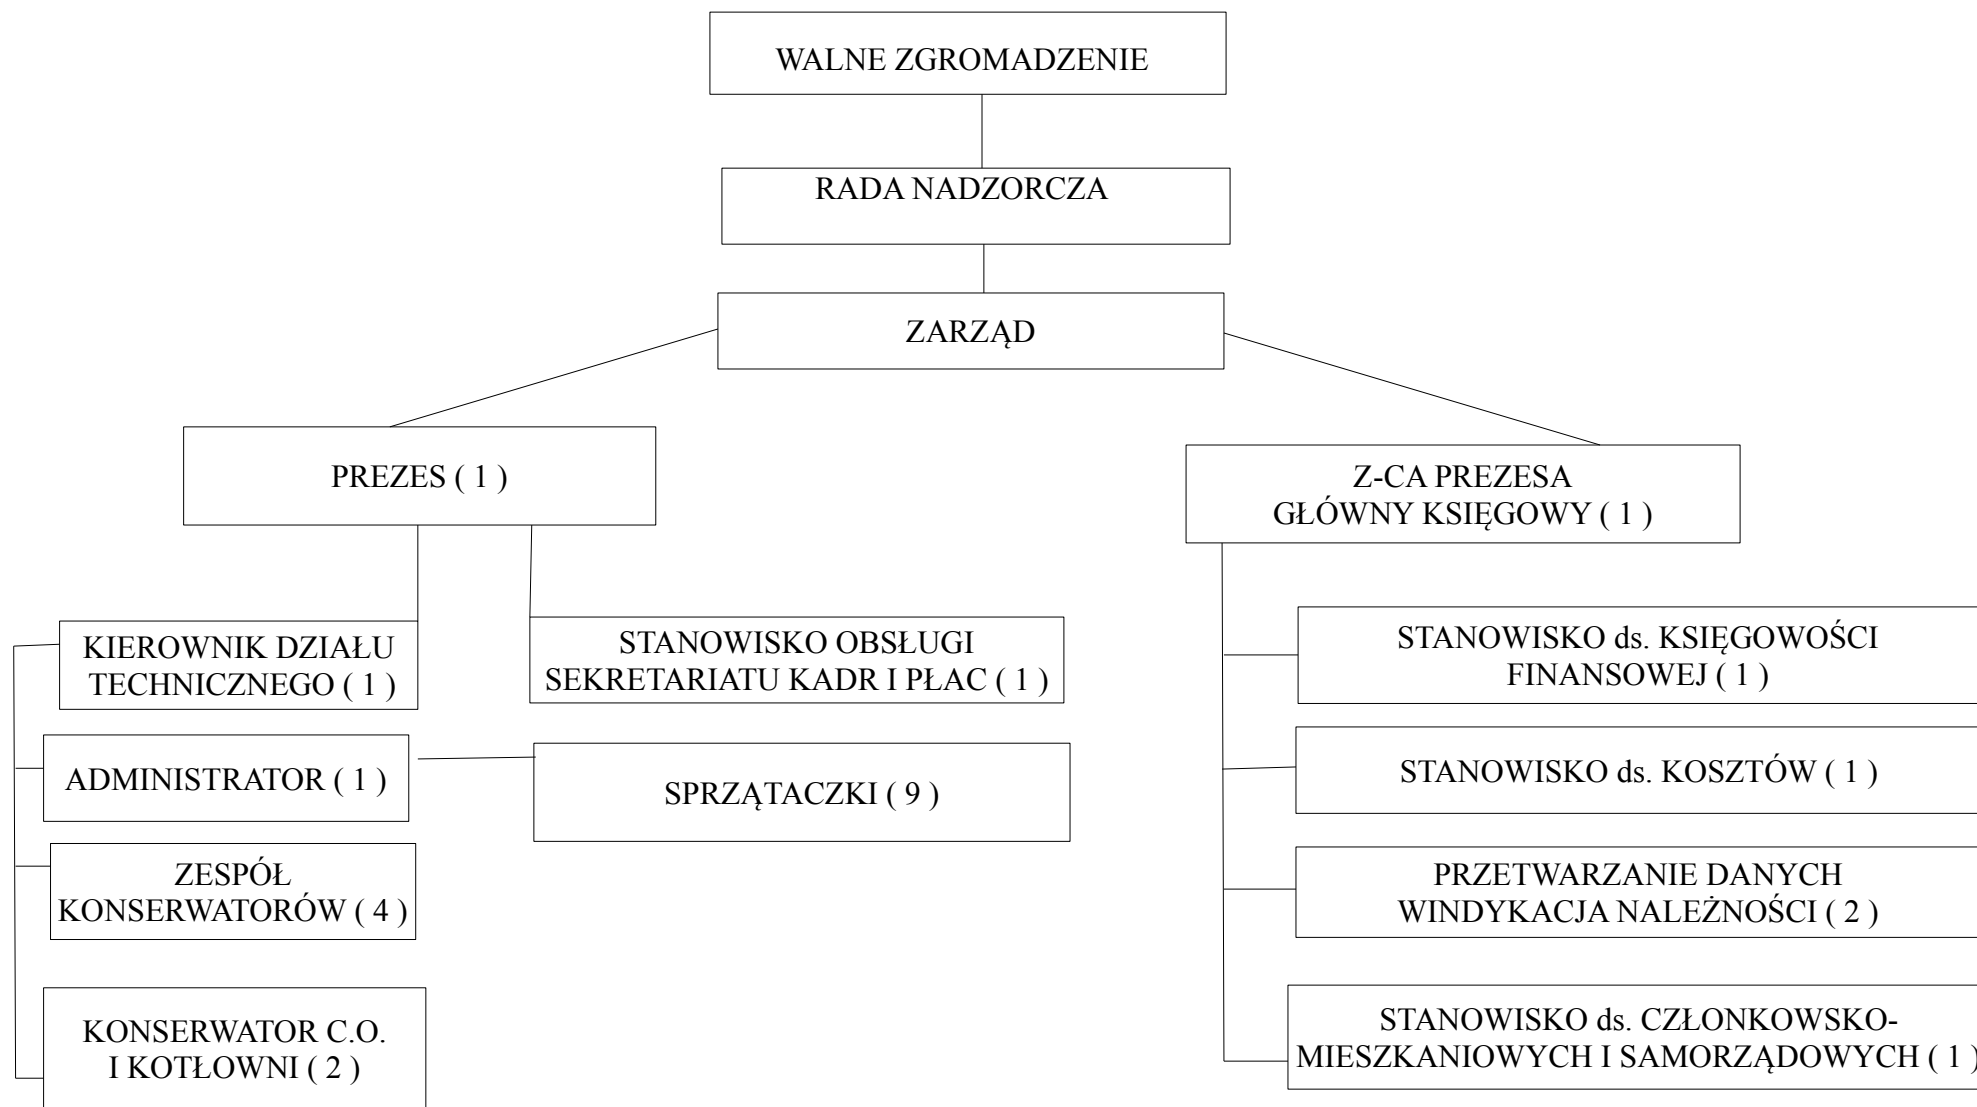 WALNE ZGROMADZENIE
RADA NADZORCZA
ZARZĄD
PREZES ( 1 )
Z-CA PREZESA
GŁÓWNY KSIĘGOWY ( 1 )
KIEROWNIK DZIAŁU
TECHNICZNEGO ( 1 )
STANOWISKO OBSŁUGI
SEKRETARIATU KADR I PŁAC ( 1 )
STANOWISKO ds. KSIĘGOWOŚCI
FINANSOWEJ ( 1 )
ADMINISTRATOR ( 1 )
SPRZĄTACZKI ( 9 )
STANOWISKO ds. KOSZTÓW ( 1 )
ZESPÓŁ
KONSERWATORÓW ( 4 )
PRZETWARZANIE DANYCH
WINDYKACJA NALEŻNOŚCI ( 2 )
KONSERWATOR C.O.
I KOTŁOWNI ( 2 )
STANOWISKO ds. CZŁONKOWSKO-
MIESZKANIOWYCH I SAMORZĄDOWYCH ( 1 )